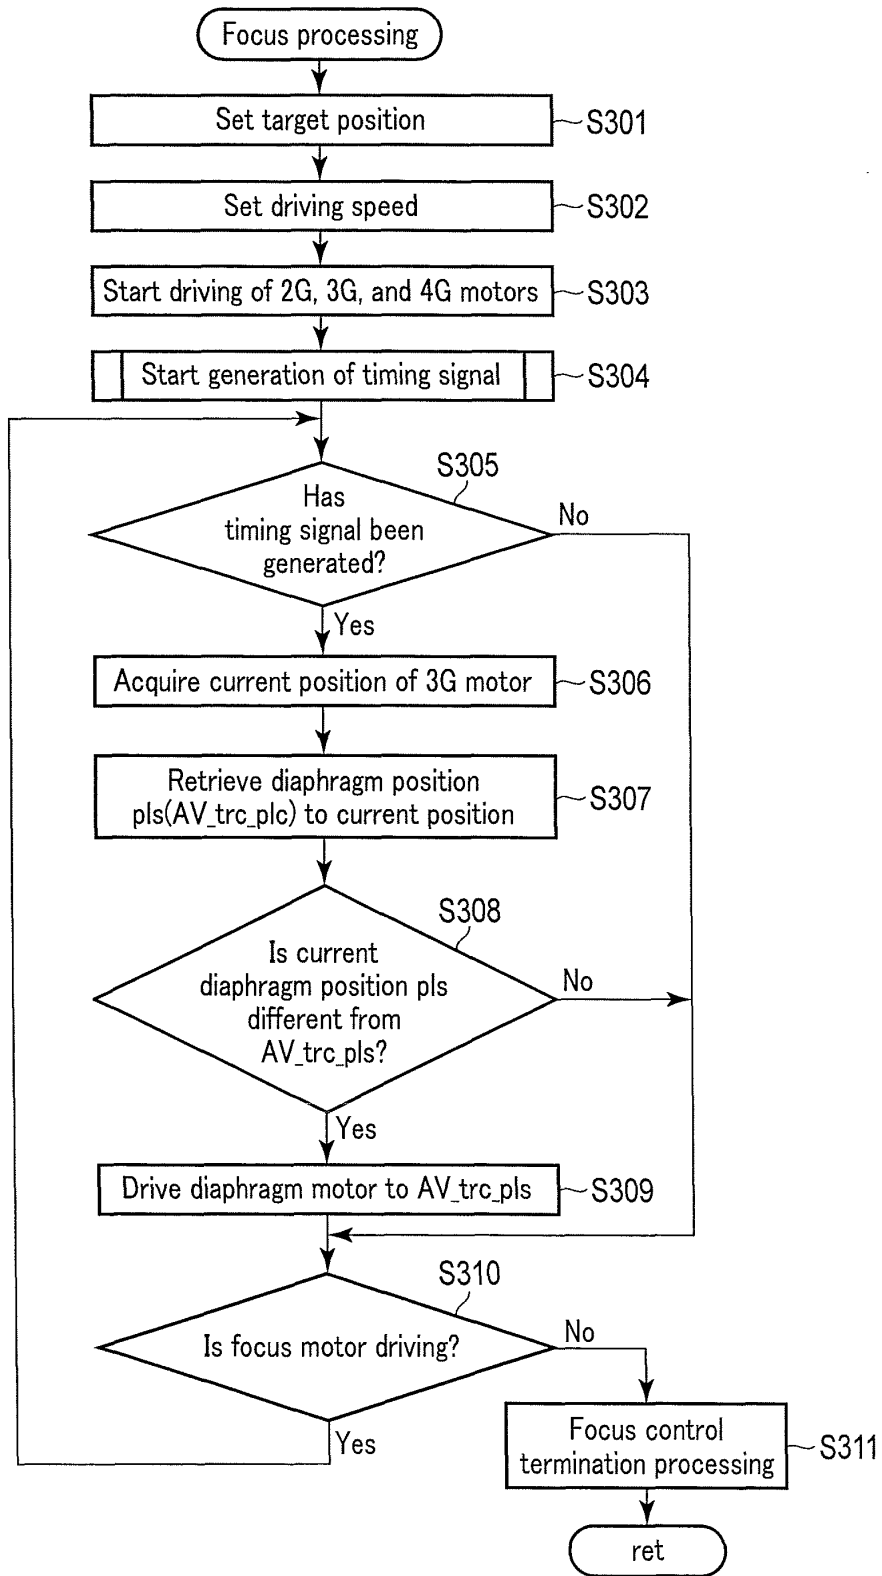 Focus processing
Set target position
S301
Set driving speed
S302
Start driving of 2G, 3G, and 4G motors
S303
Start generation of timing signal
S304
S305
Has
timing signal been
generated?
No
Yes
Acquire current position of 3G motor
S306
Retrieve diaphragm position
pls(AV_trc_plc) to current position
S307
S308
Is current
diaphragm position pls
different from
AV_trc_pls?
No
Yes
Drive diaphragm motor to AV_trc_pls
S309
S310
Is focus motor driving?
No
Yes
Focus control
termination processing
S311
ret